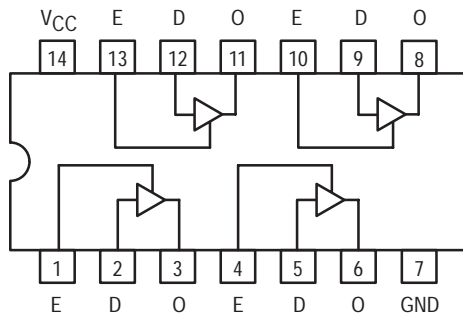 VCC E D O E D O
14 13 12 11 10 9 8
1 2 3 4 5 6 7
E D O E D O GND